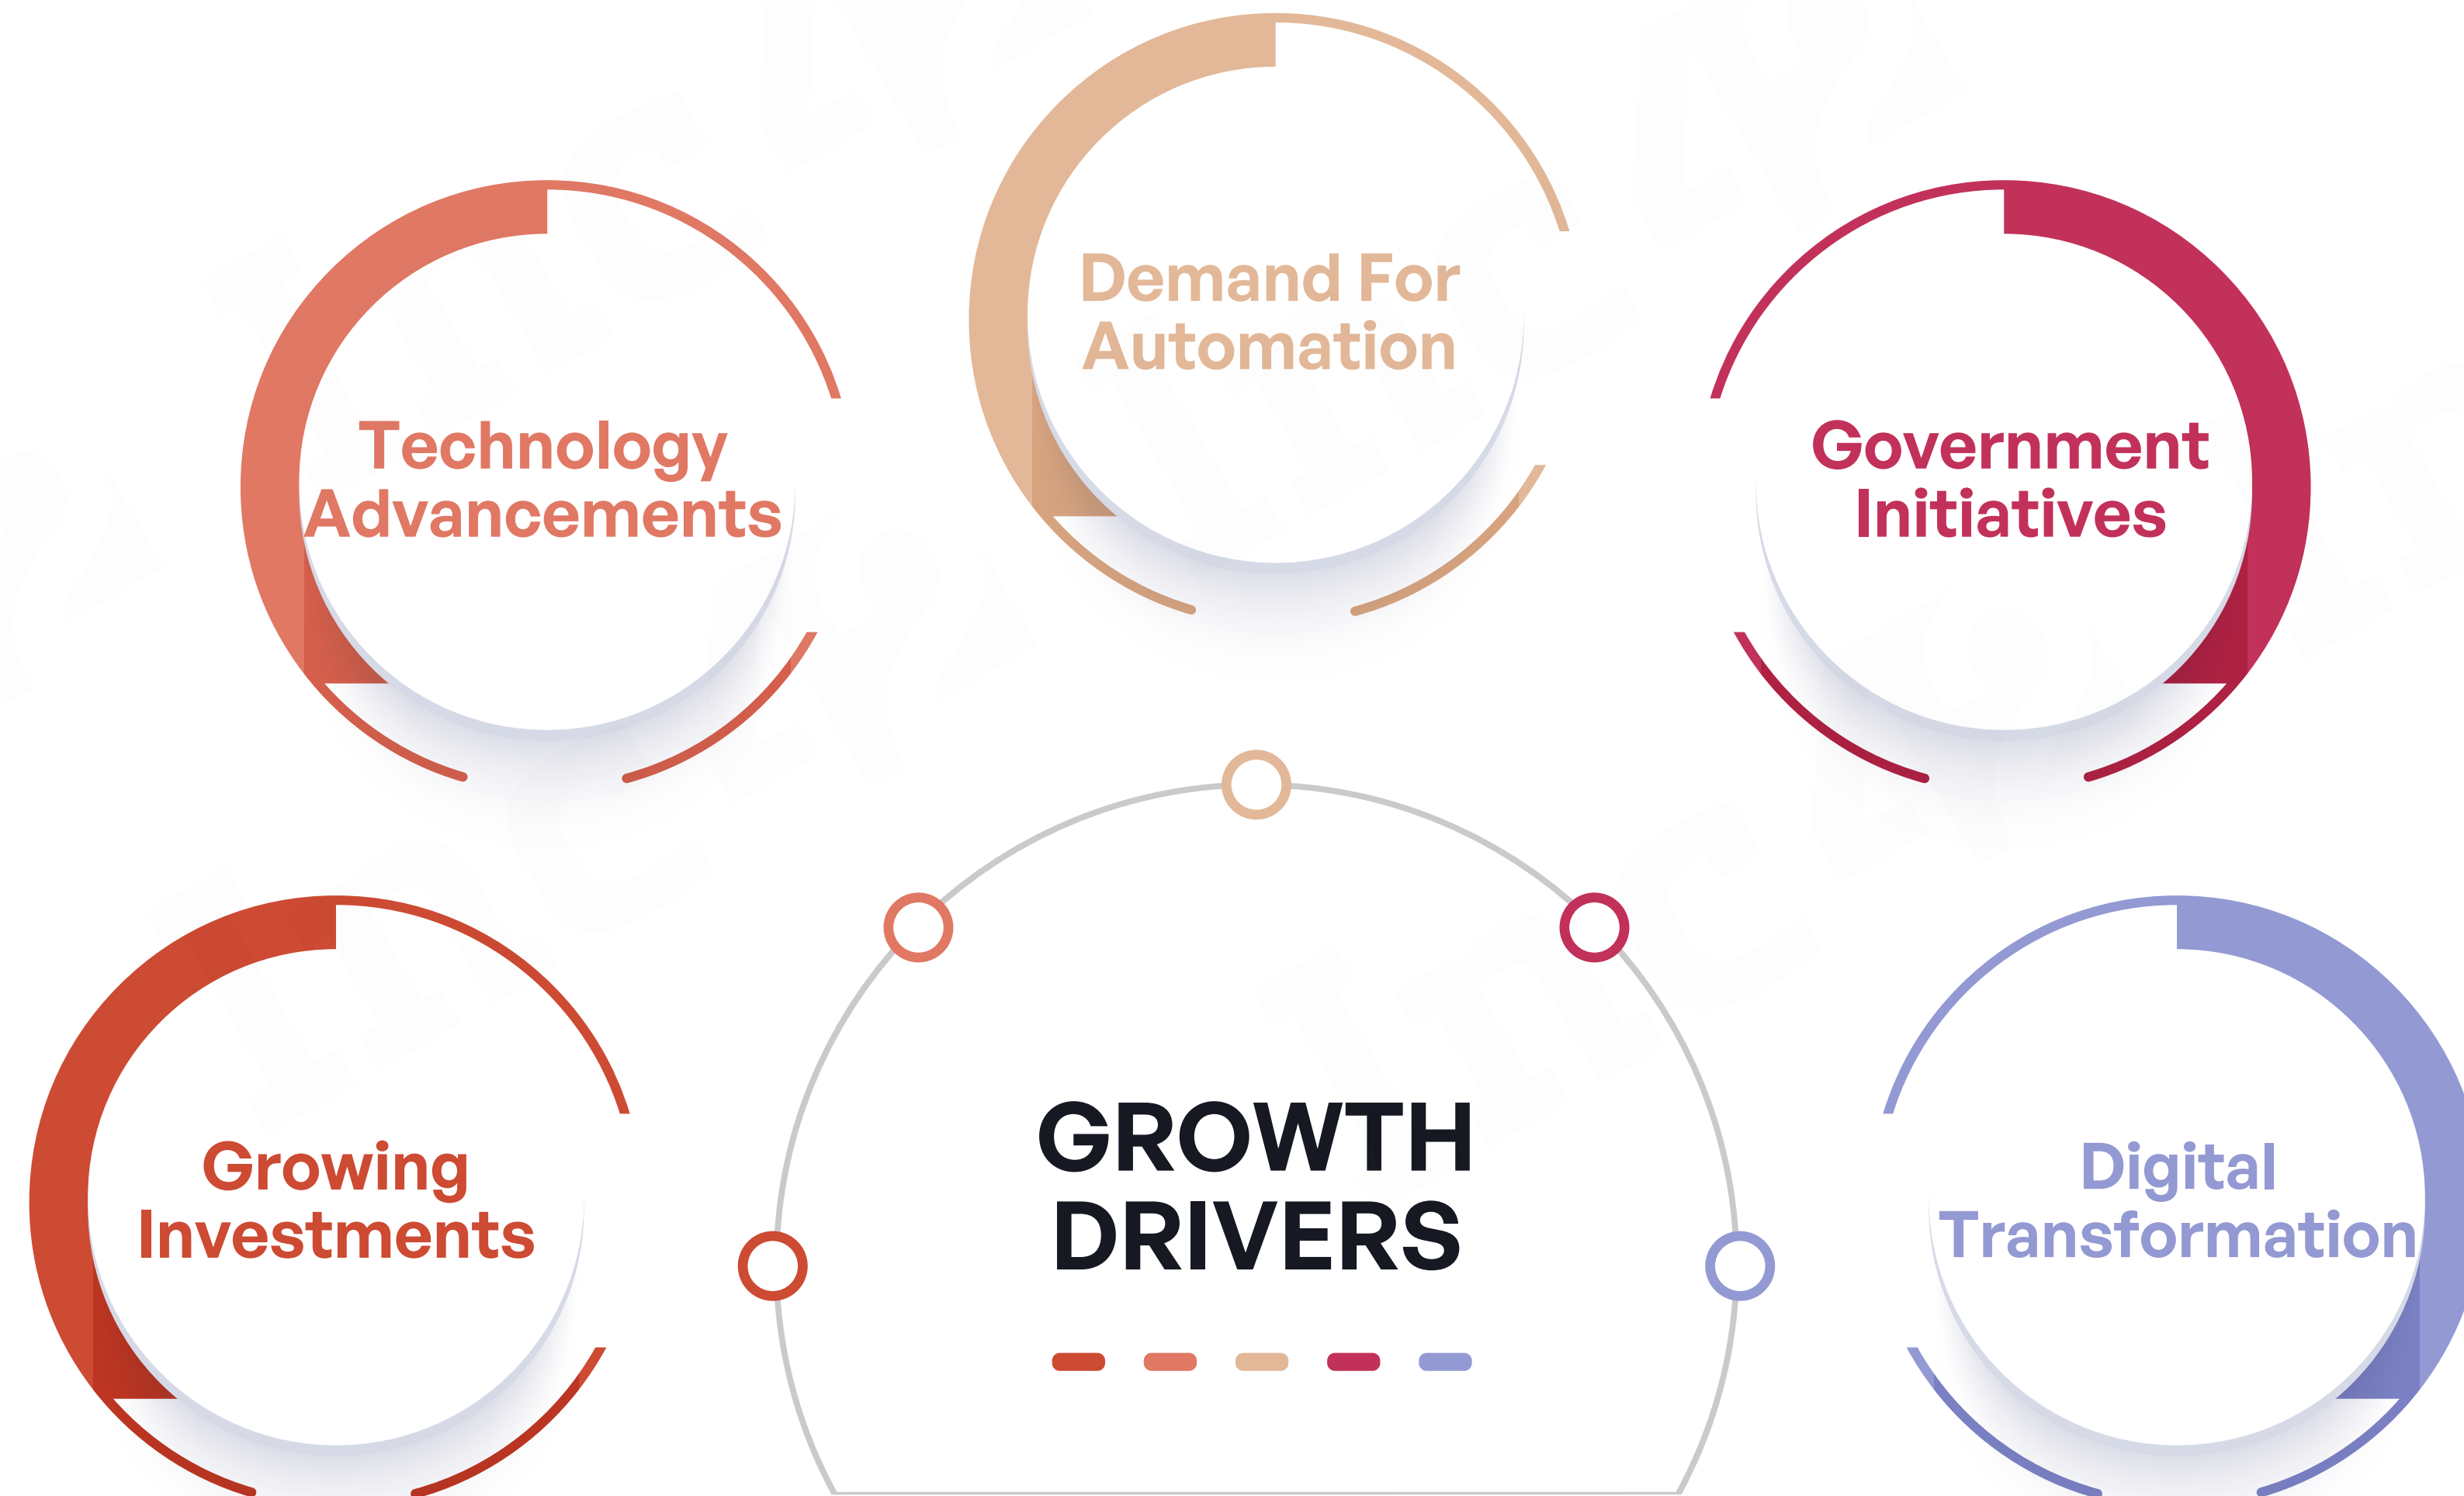 Demand For
Automation
Technology
Advancements
Government
Initiatives
Growing
Investments
GROWTH
DRIVERS
Digital
Transformation